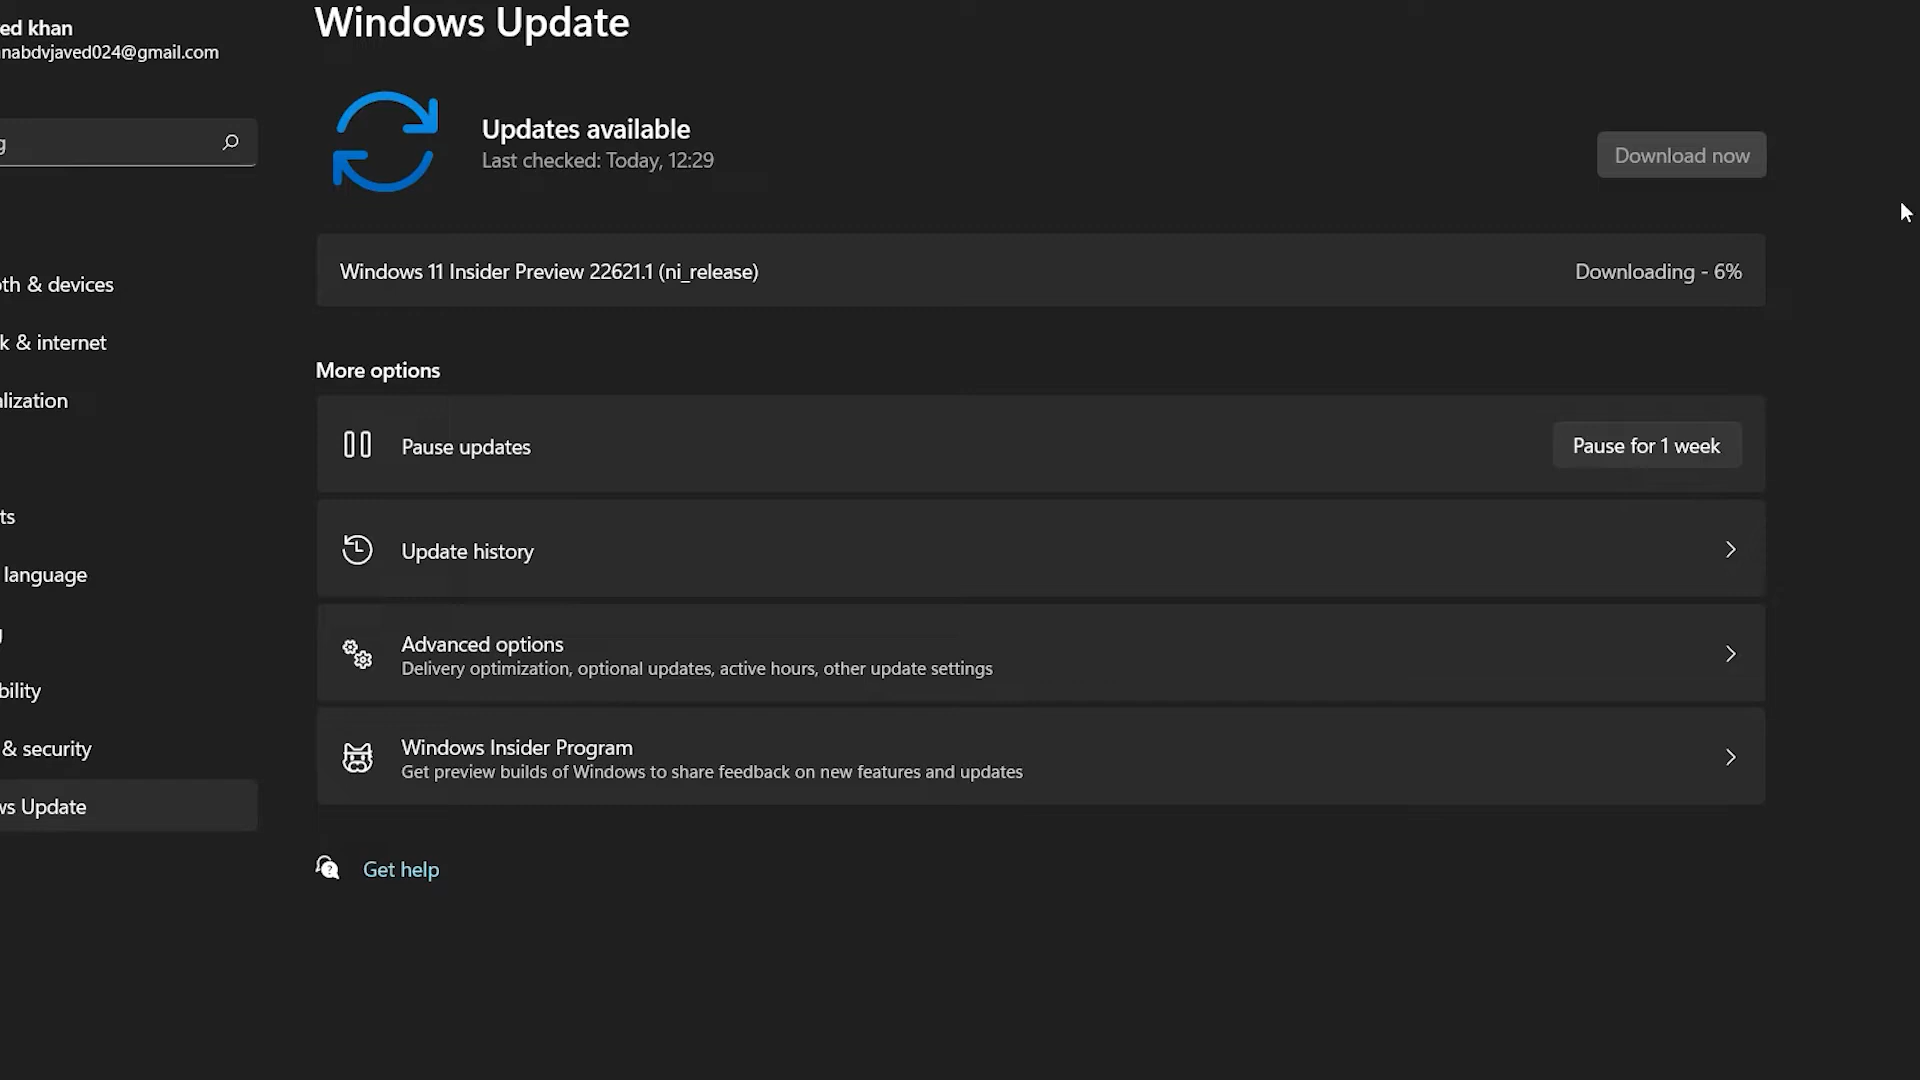 ed khan
nabdvjaved024@gmail.com
g
th & devices
k & internet
alization
ts
language
g
bility
& security
ws Update
Windows Update
Updates available
Last checked: Today, 12:29
Download now
Windows 11 Insider Preview 22621.1 (ni_release)
Downloading - 6%
More options
Pause updates
Pause for 1 week
Update history
Advanced options
Delivery optimization, optional updates, active hours, other update settings
Windows Insider Program
Get preview builds of Windows to share feedback on new features and updates
Get help